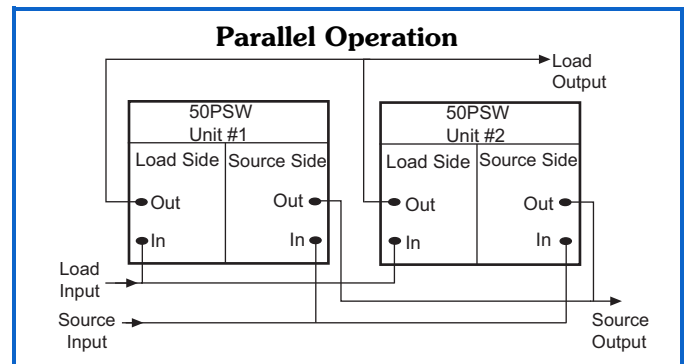 Parallel Operation
Load
Output
50PSW
Unit #1
50PSW
Unit #2
Load Side
Source Side
Load Side
Source Side
Out
Out
Out
Out
In
In
In
In
Load
Input
Source
Input
Source
Output